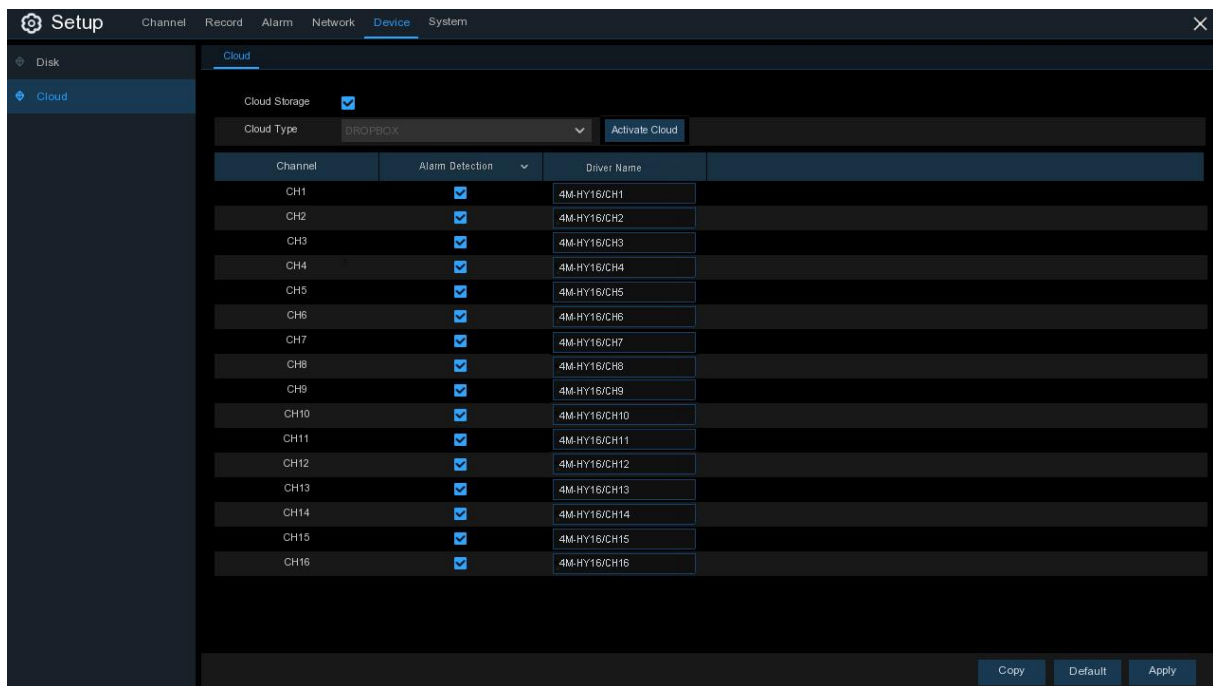 Setup Channel Record Alarm Network Device System
Disk
Cloud
Cloud
Cloud Storage
Cloud Type DROPBOX Activate Cloud
Channel Alarm Detection Driver Name
CH1 4M-HY16/CH1
CH2 4M-HY16/CH2
CH3 4M-HY16/CH3
CH4 4M-HY16/CH4
CH5 4M-HY16/CH5
CH6 4M-HY16/CH6
CH7 4M-HY16/CH7
CH8 4M-HY16/CH8
CH9 4M-HY16/CH9
CH10 4M-HY16/CH10
CH11 4M-HY16/CH11
CH12 4M-HY16/CH12
CH13 4M-HY16/CH13
CH14 4M-HY16/CH14
CH15 4M-HY16/CH15
CH16 4M-HY16/CH16
Copy Default Apply